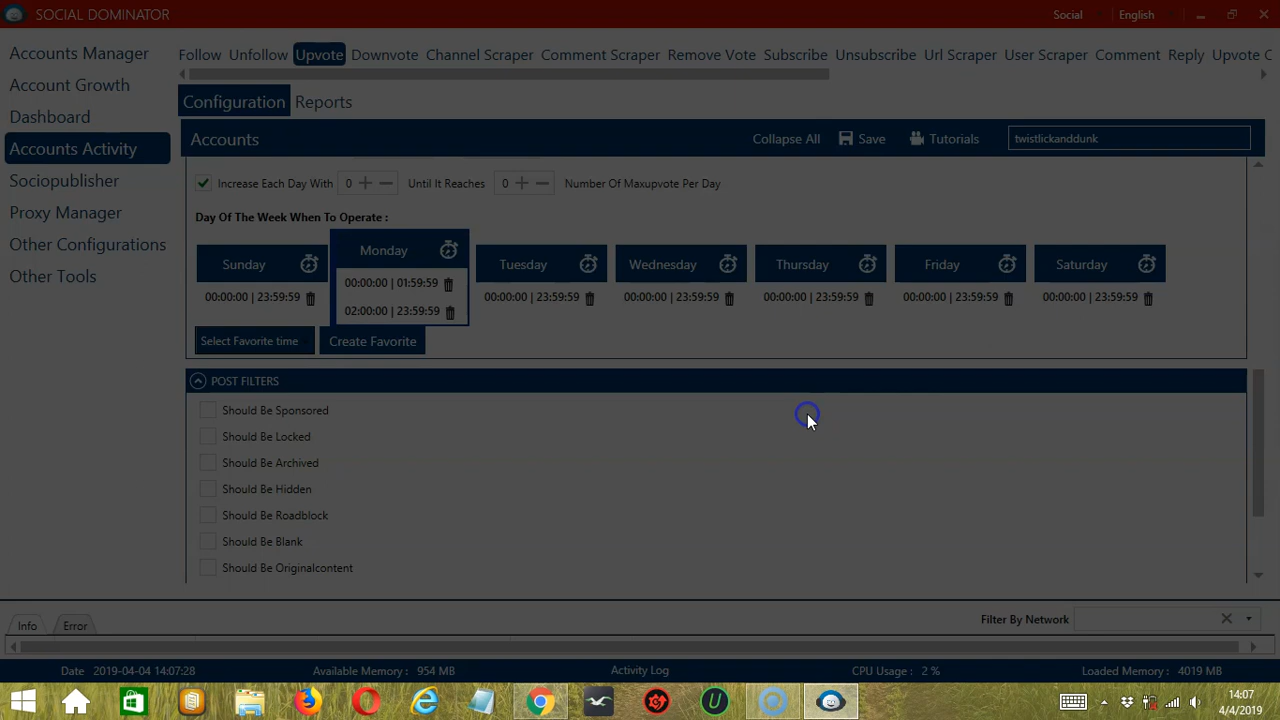 SOCIAL DOMINATOR Social English
Accounts Manager
Account Growth
Dashboard
Accounts Activity
Sociopublisher
Proxy Manager
Other Configurations
Other Tools
Follow Unfollow Upvote Downvote Channel Scraper Comment Scraper Remove Vote Subscribe Unsubscribe Url Scraper User Scraper Comment Reply Upvote C
Configuration Reports
Accounts Collapse All Save Tutorials twistlickanddunk
Increase Each Day With 0 Until It Reaches 0 Number Of Maxupvote Per Day
Day Of The Week When To Operate :
Sunday Monday Tuesday Wednesday Thursday Friday Saturday
00:00:00 | 23:59:59 00:00:00 | 01:59:59 00:00:00 | 23:59:59 00:00:00 | 23:59:59 00:00:00 | 23:59:59 00:00:00 | 23:59:59 00:00:00 | 23:59:59
02:00:00 | 23:59:59
Select Favorite time Create Favorite
POST FILTERS
Should Be Sponsored
Should Be Locked
Should Be Archived
Should Be Hidden
Should Be Roadblock
Should Be Blank
Should Be Originalcontent
Info Error Filter By Network
Date 2019-04-04 14:07:28 Available Memory : 954 MB Activity Log CPU Usage : 2 % Loaded Memory : 4019 MB
14:07
4/4/2019